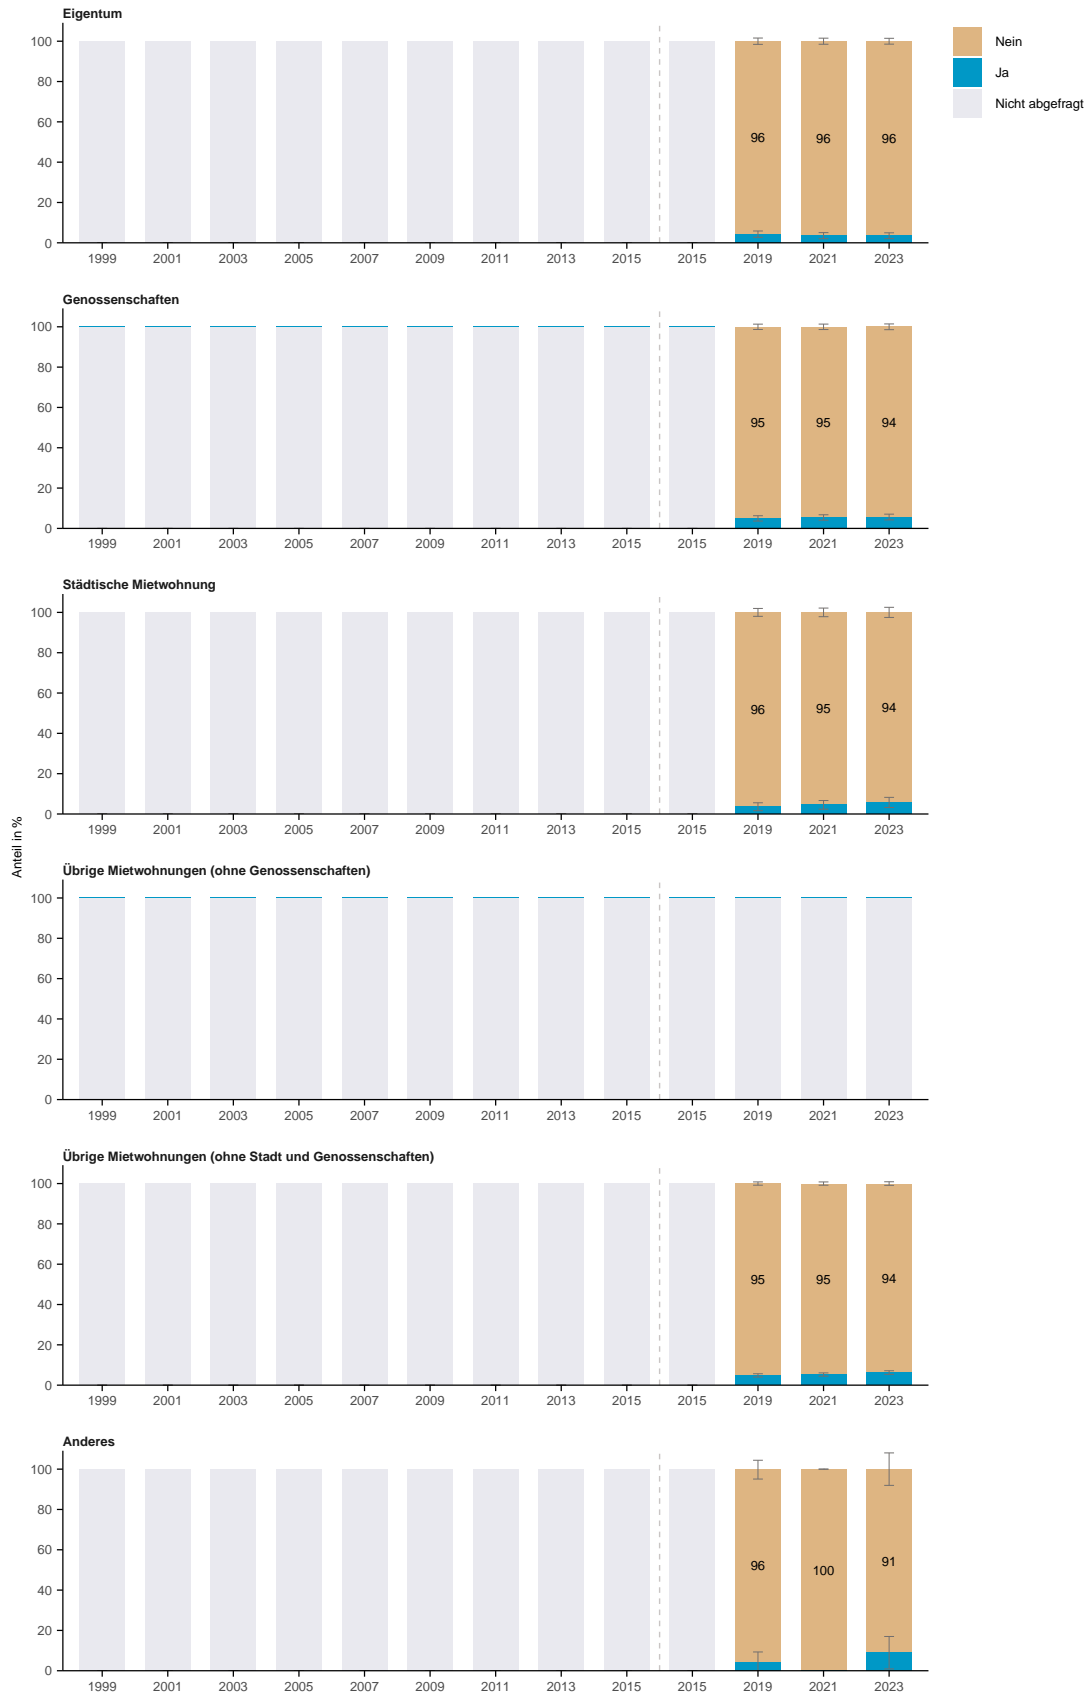 Eigentum
Nein
Ja
Nicht abgefragt
100
80
60
40
20
0
96 96 96
1999 2001 2003 2005 2007 2009 2011 2013 2015 2015 2019 2021 2023
Genossenschaften
100
80
60
40
20
0
95 95 94
1999 2001 2003 2005 2007 2009 2011 2013 2015 2015 2019 2021 2023
Städtische Mietwohnung
100
80
60
40
20
0
96 95 94
1999 2001 2003 2005 2007 2009 2011 2013 2015 2015 2019 2021 2023
Anteil in %
Übrige Mietwohnungen (ohne Genossenschaften)
100
80
60
40
20
0
1999 2001 2003 2005 2007 2009 2011 2013 2015 2015 2019 2021 2023
Übrige Mietwohnungen (ohne Stadt und Genossenschaften)
100
80
60
40
20
0
95 95 94
1999 2001 2003 2005 2007 2009 2011 2013 2015 2015 2019 2021 2023
Anderes
100
80
60
40
20
0
96 100 91
1999 2001 2003 2005 2007 2009 2011 2013 2015 2015 2019 2021 2023